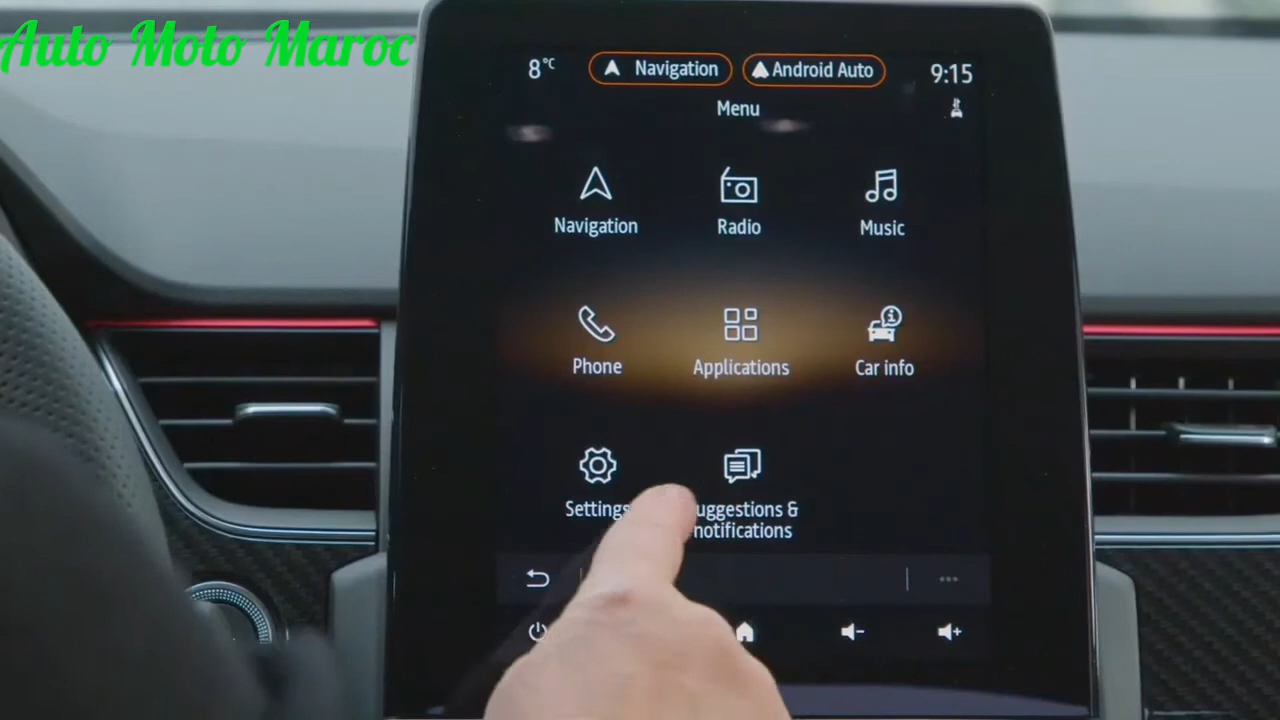 Auto Moto Maroc
8°C Navigation Android Auto 9:15
Menu
Navigation Radio Music
Phone Applications Car info
Settings uggestions &
notifications